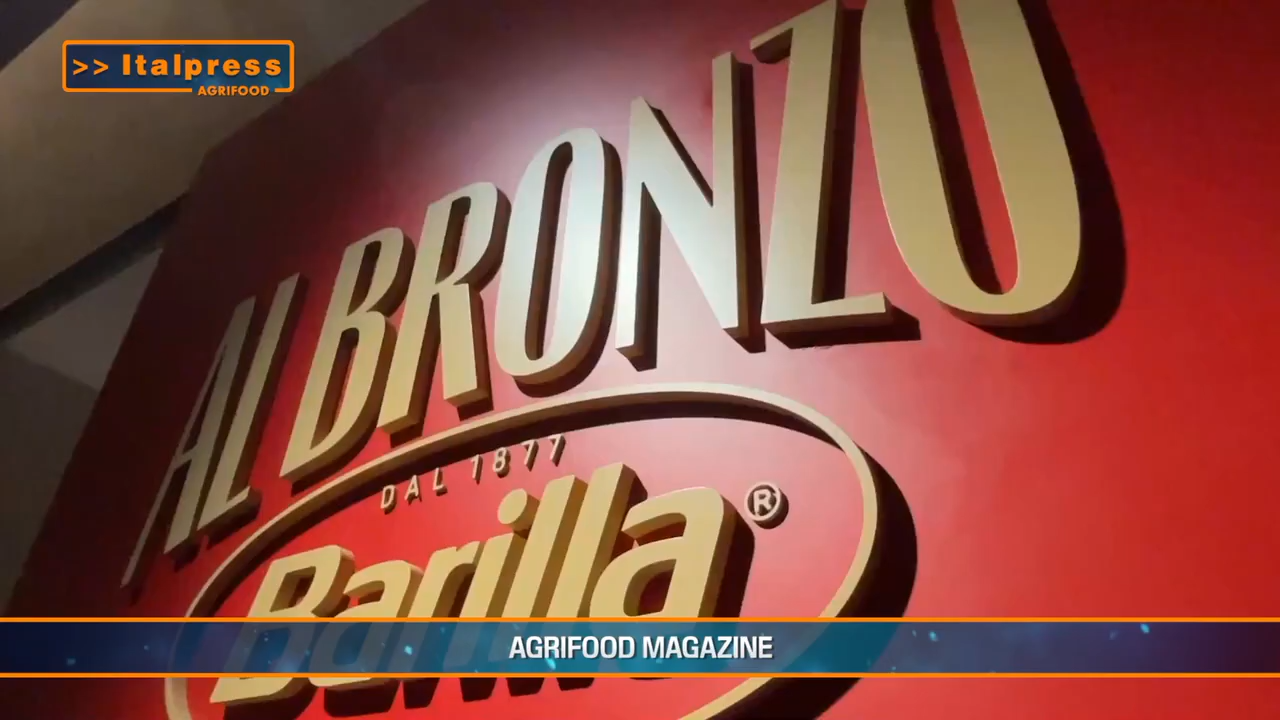 >> Italpress
AGRIFOOD
AL BRONZO
DAL 1877
Barilla®
AGRIFOOD MAGAZINE